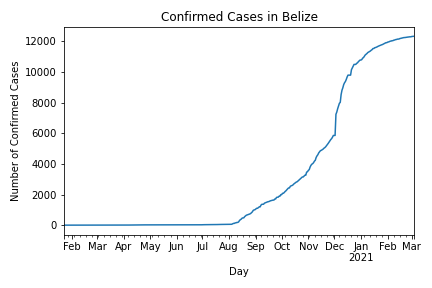 Confirmed Cases in Belize
Number of Confirmed Cases
12000
10000
8000
6000
4000
2000
0
Feb Mar Apr May Jun Jul Aug Sep Oct Nov Dec Jan Feb Mar
2021
Day